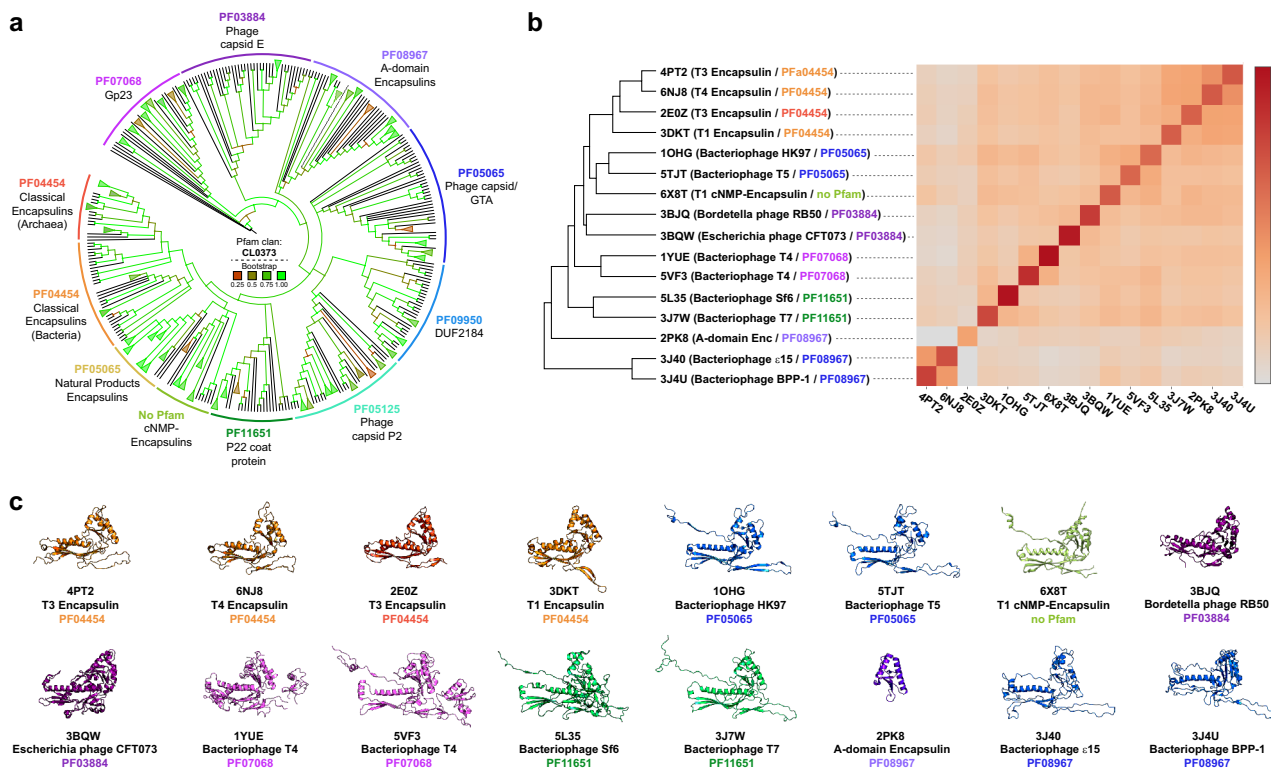 a
PF03884
Phage
capsid E
PF08967
A-domain
Encapsulins
PF07068
Gp23
PF05065
Phage capsid/
GTA
PF04454
Classical
Encapsulins
(Archaea)
Pfam clan:
CL0373
Bootstrap
0.25 0.5 0.75 1.00
PF04454
Classical
Encapsulins
(Bacteria)
PF09950
DUF2184
PF05065
Natural Products
Encapsulins
No Pfam
cNMP-
Encapsulins
PF11651
P22 coat
protein
PF05125
Phage
capsid P2
b
4PT2 (T3 Encapsulin / PFa04454)
6NJ8 (T4 Encapsulin / PF04454)
2E0Z (T3 Encapsulin / PF04454)
3DKT (T1 Encapsulin / PF04454)
1OHG (Bacteriophage HK97 / PF05065)
5TJT (Bacteriophage T5 / PF05065)
6X8T (T1 cNMP-Encapsulin / no Pfam)
3BJQ (Bordetella phage RB50 / PF03884)
3BQW (Escherichia phage CFT073 / PF03884)
1YUE (Bacteriophage T4 / PF07068)
5VF3 (Bacteriophage T4 / PF07068)
5L35 (Bacteriophage Sf6 / PF11651)
3J7W (Bacteriophage T7 / PF11651)
2PK8 (A-domain Enc / PF08967)
3J40 (Bacteriophage ε15 / PF08967)
3J4U (Bacteriophage BPP-1 / PF08967)
4PT2 6NJ8 2E0Z 3DKT 1OHG 5TJT 6X8T 3BJQ 3BQW 1YUE 5VF3 5L35 3J7W 2PK8 3J40 3J4U
c
4PT2 6NJ8 2E0Z 3DKT 1OHG 5TJT 6X8T 3BJQ
T3 Encapsulin T4 Encapsulin T3 Encapsulin T1 Encapsulin Bacteriophage HK97 Bacteriophage T5 T1 cNMP-Encapsulin Bordetella phage RB50
PF04454 PF04454 PF04454 PF04454 PF05065 PF05065 no Pfam PF03884
3BQW 1YUE 5VF3 5L35 3J7W 2PK8 3J40 3J4U
Escherichia phage CFT073 Bacteriophage T4 Bacteriophage T4 Bacteriophage Sf6 Bacteriophage T7 A-domain Encapsulin Bacteriophage ε15 Bacteriophage BPP-1
PF03884 PF07068 PF07068 PF11651 PF11651 PF08967 PF08967 PF08967